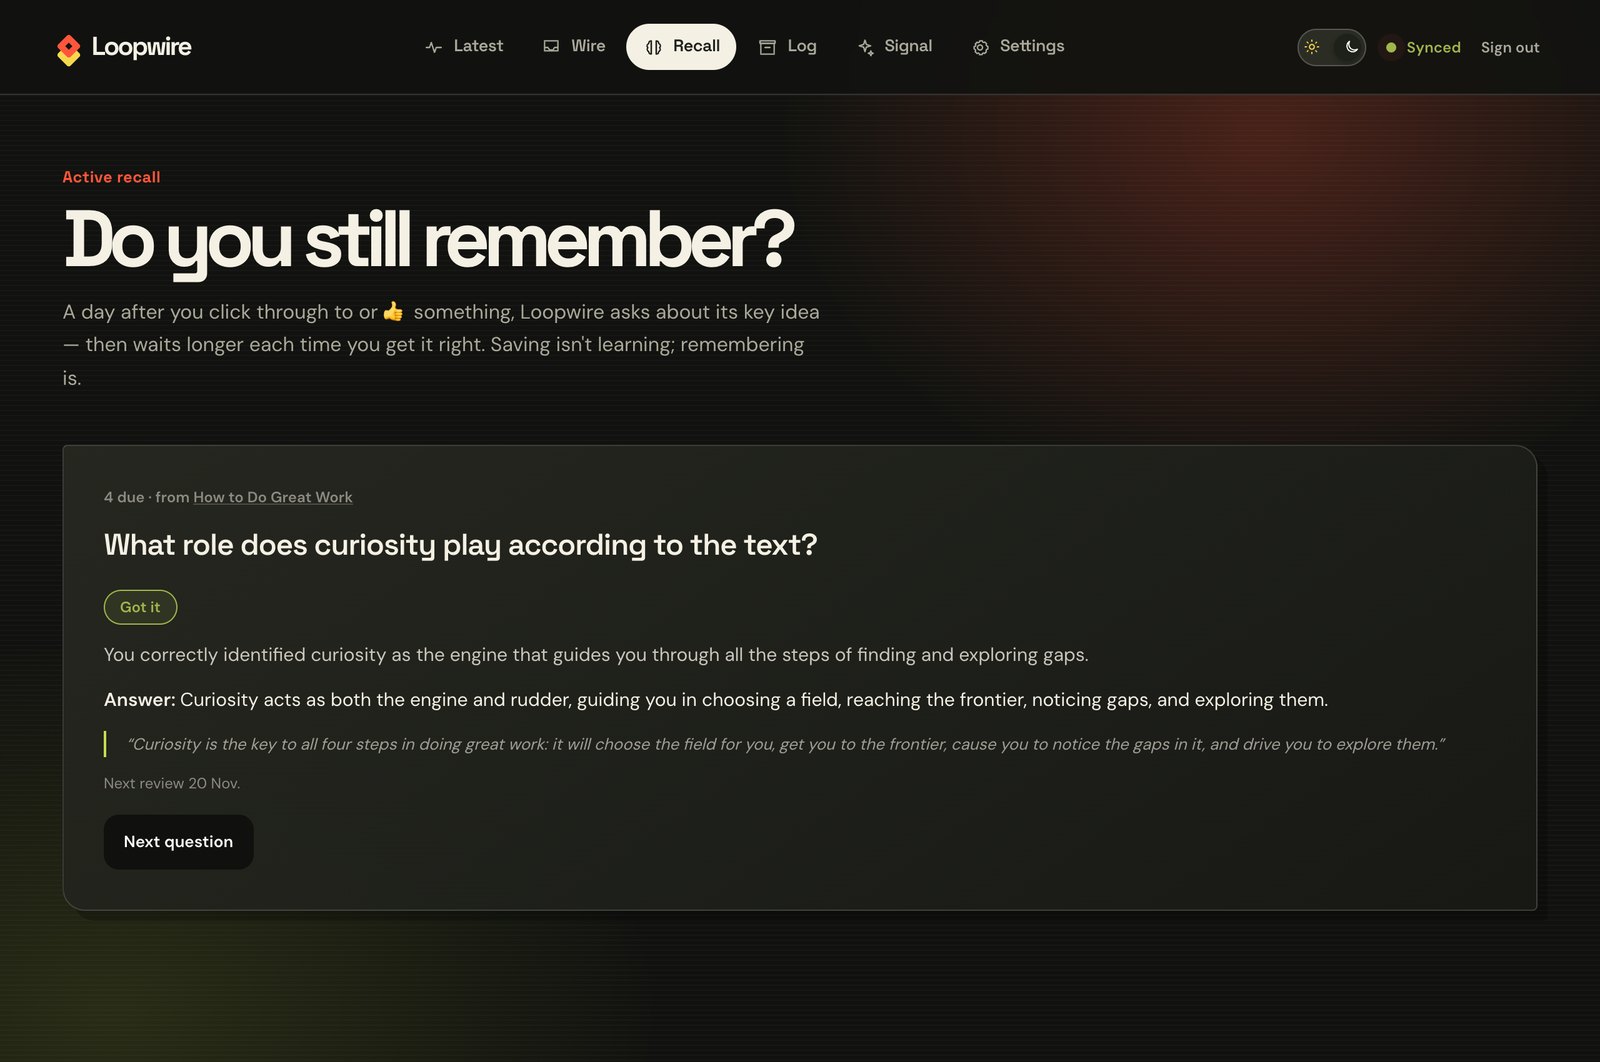 Loopwire
Latest
Wire
Recall
Log
Signal
Settings
Synced
Sign out
Active recall
Do you still remember?
A day after you click through to or 👍 something, Loopwire asks about its key idea
— then waits longer each time you get it right. Saving isn't learning; remembering
is.
4 due · from How to Do Great Work
What role does curiosity play according to the text?
Got it
You correctly identified curiosity as the engine that guides you through all the steps of finding and exploring gaps.
Answer: Curiosity acts as both the engine and rudder, guiding you in choosing a field, reaching the frontier, noticing gaps, and exploring them.
“Curiosity is the key to all four steps in doing great work: it will choose the field for you, get you to the frontier, cause you to notice the gaps in it, and drive you to explore them.”
Next review 20 Nov.
Next question